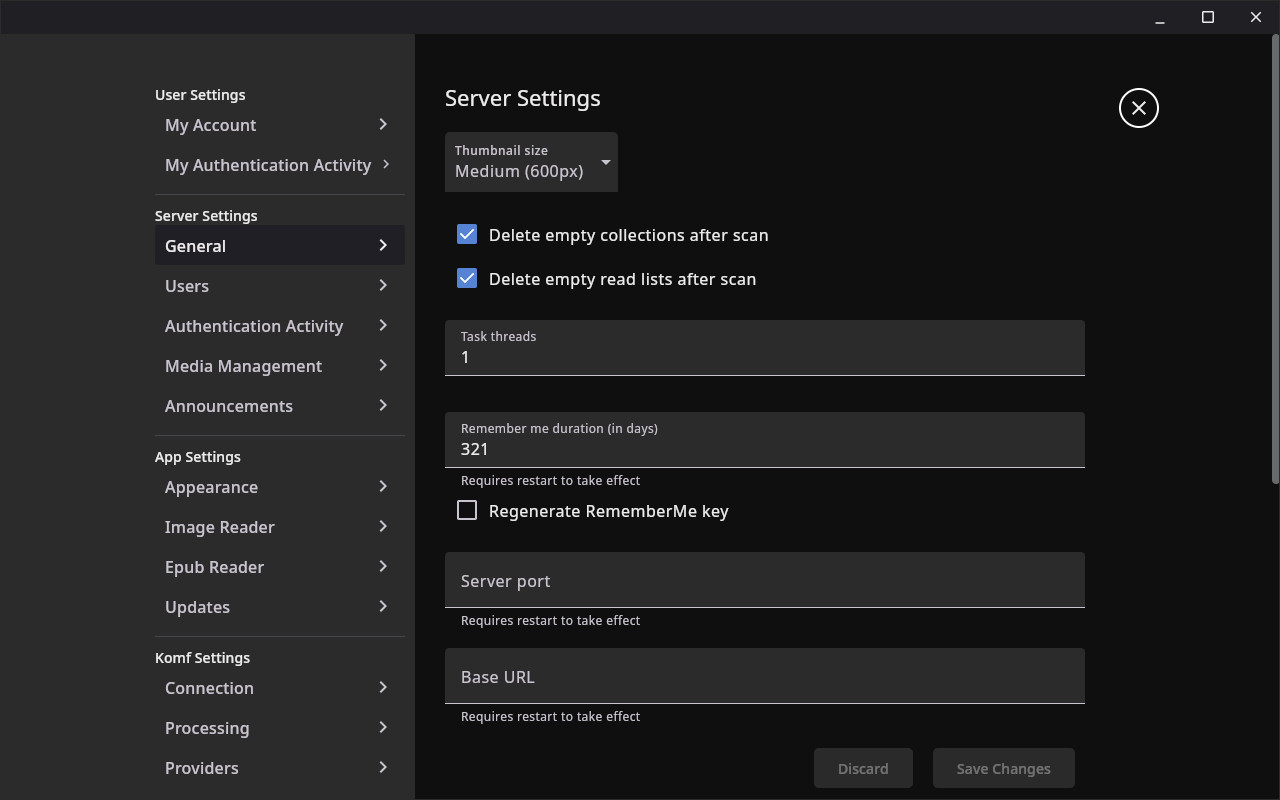 User Settings
My Account
My Authentication Activity
Server Settings
General
Users
Authentication Activity
Media Management
Announcements
App Settings
Appearance
Image Reader
Epub Reader
Updates
Komf Settings
Connection
Processing
Providers
Server Settings
Thumbnail size
Medium (600px)
Delete empty collections after scan
Delete empty read lists after scan
Task threads
1
Remember me duration (in days)
321
Requires restart to take effect
Regenerate RememberMe key
Server port
Requires restart to take effect
Base URL
Requires restart to take effect
Discard
Save Changes